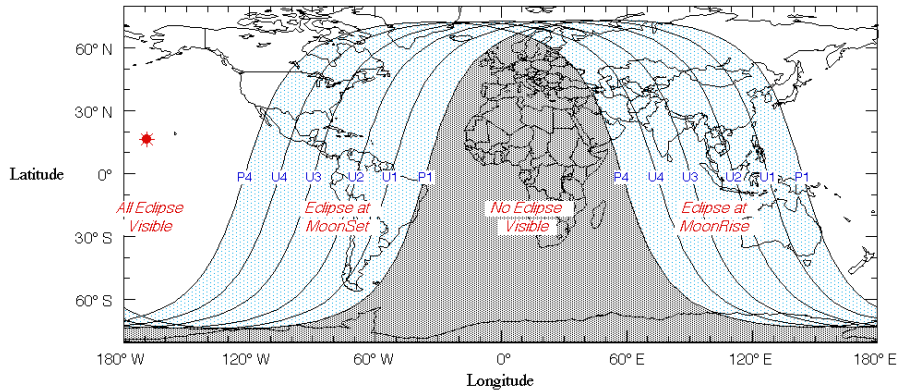 60° N
30° N
Latitude
0°
30° S
60° S
P4 U4 U3 U2 U1 P1
P4 U4 U3 U2 U1 P1
All Eclipse
Visible
Eclipse at
MoonSet
No Eclipse
Visible
Eclipse at
MoonRise
180° W 120° W 60° W 0° 60° E 120° E 180° E
Longitude